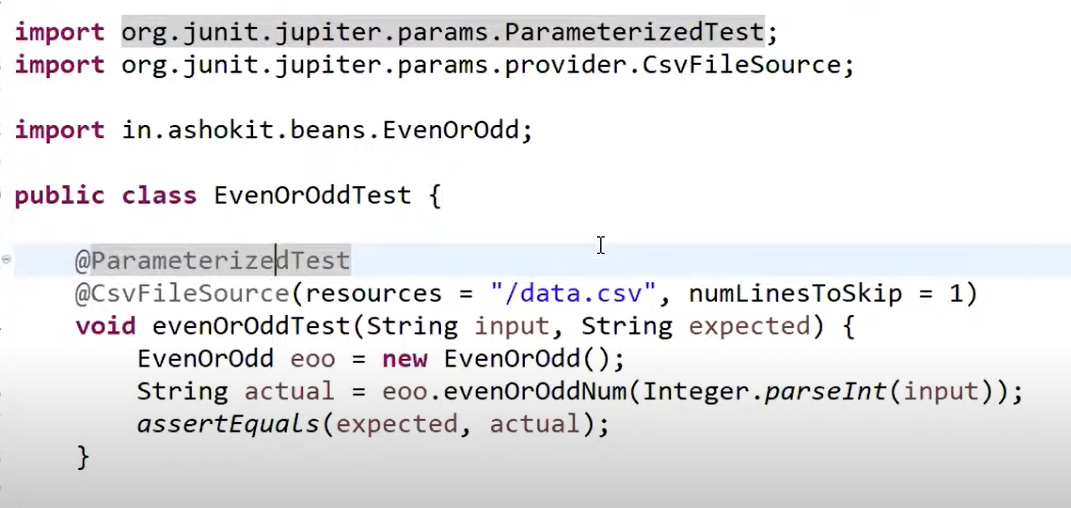 import org.junit.jupiter.params.ParameterizedTest;
import org.junit.jupiter.params.provider.CsvFileSource;
import in.ashokit.beans.EvenOrOdd;
public class EvenOrOddTest {
@ParameterizedTest
@CsvFileSource(resources = "/data.csv", numLinesToSkip = 1)
void evenOrOddTest(String input, String expected) {
EvenOrOdd eoo = new EvenOrOdd();
String actual = eoo.evenOrOddNum(Integer.parseInt(input));
assertEquals(expected, actual);
}